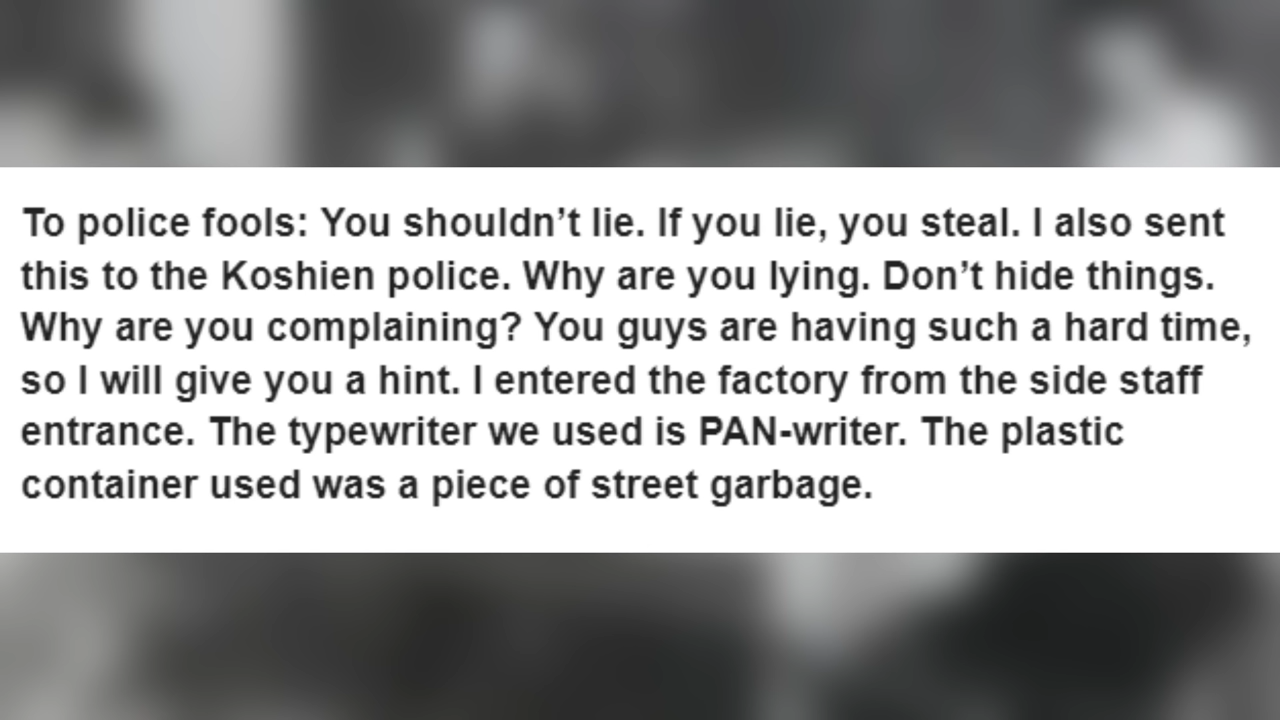 To police fools: You shouldn’t lie. If you lie, you steal. I also sent
this to the Koshien police. Why are you lying. Don’t hide things.
Why are you complaining? You guys are having such a hard time,
so I will give you a hint. I entered the factory from the side staff
entrance. The typewriter we used is PAN-writer. The plastic
container used was a piece of street garbage.